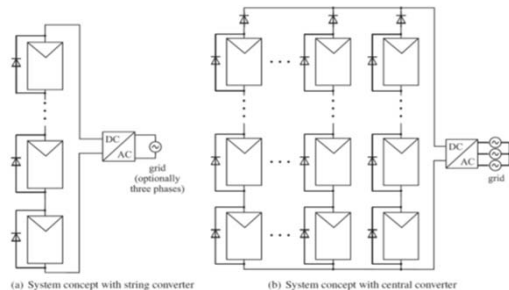 DC
AC
grid
(optionally
three phases)
DC
AC
grid
(a) System concept with string converter
(b) System concept with central converter